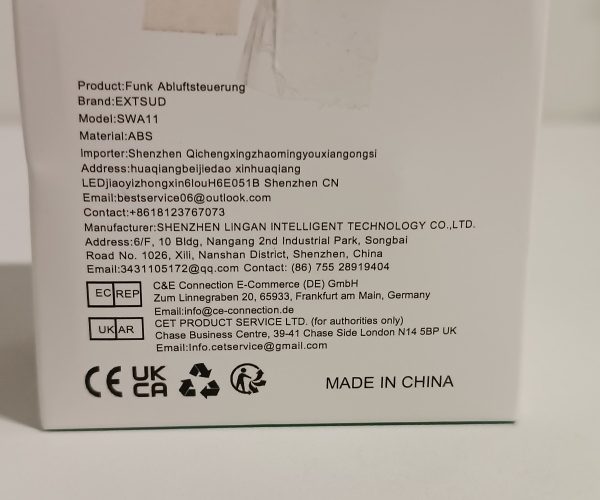 Product:Funk Abluftsteuerung
Brand:EXTSUD
Model:SWA11
Material:ABS
Importer:Shenzhen Qichengxingzhaomingyouxiangongsi
Address:huaqiangbeijiedao xinhuaqiang
LEDjiaoyizhongxin6louH6E051B Shenzhen CN
Email:bestservice06@outlook.com
Contact:+8618123767073
Manufacturer:SHENZHEN LINGAN INTELLIGENT TECHNOLOGY CO.,LTD.
Address:6/F, 10 Bldg, Nangang 2nd Industrial Park, Songbai
Road No. 1026, Xili, Nanshan District, Shenzhen, China
Email:3431105172@qq.com Contact: (86) 755 28919404
EC REP
C&E Connection E-Commerce (DE) GmbH
Zum Linnegraben 20, 65933, Frankfurt am Main, Germany
Email:info@ce-connection.de
UK AR
CET PRODUCT SERVICE LTD. (for authorities only)
Chase Business Centre, 39-41 Chase Side London N14 5BP UK
Email:Info.cetservice@gmail.com
CE UK
CA
MADE IN CHINA